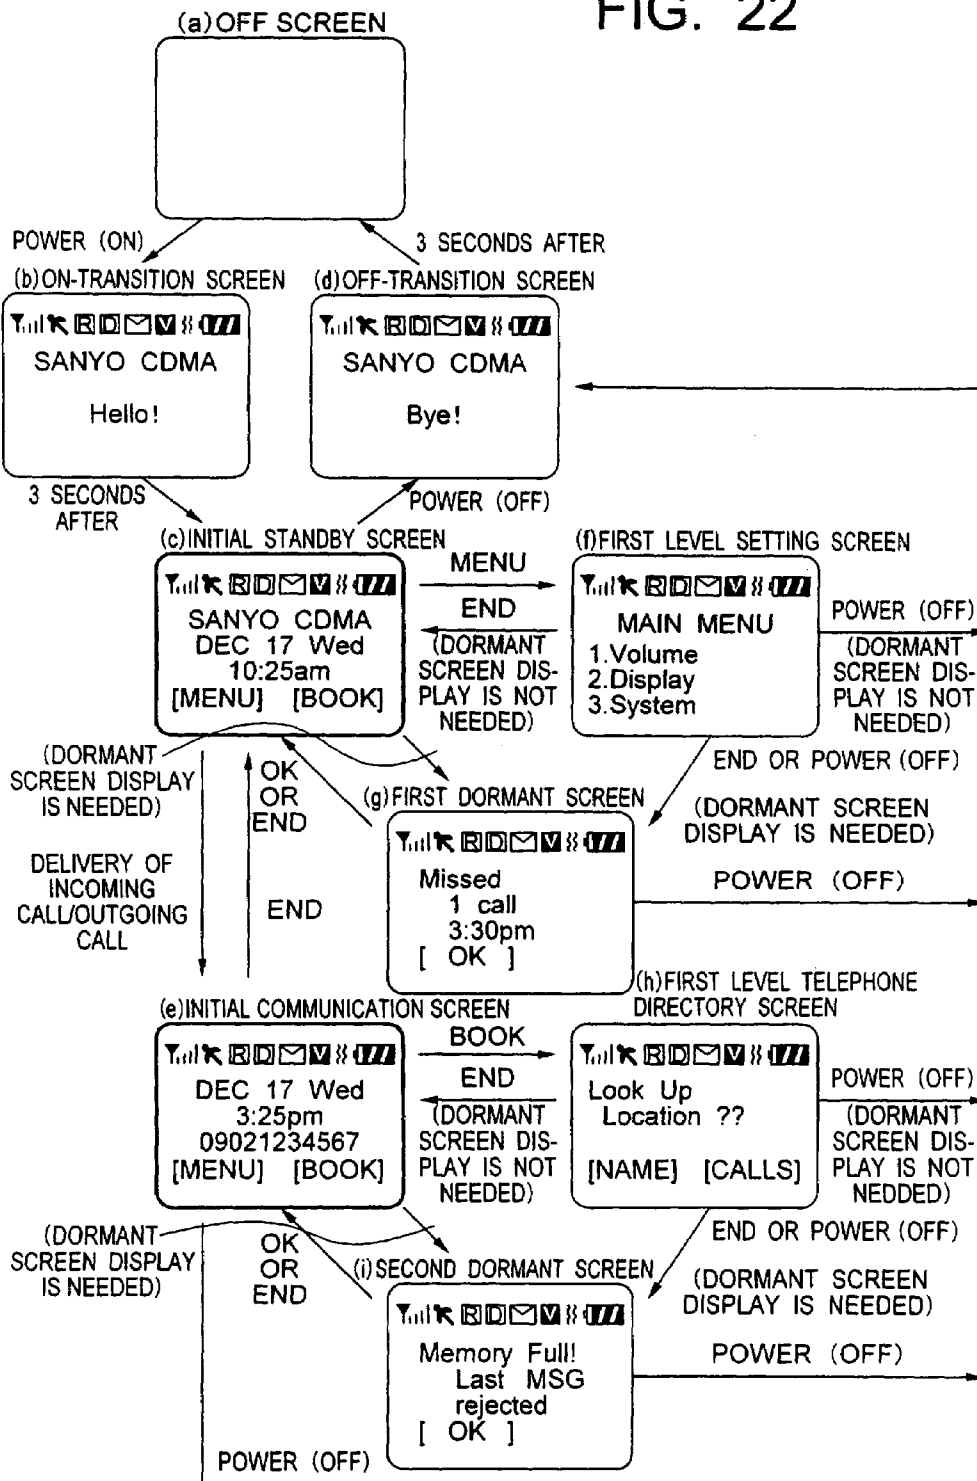 FIG. 22
(a)OFF SCREEN
POWER (ON)
3 SECONDS AFTER
(b)ON-TRANSITION SCREEN
SANYO CDMA
Hello!
(d)OFF-TRANSITION SCREEN
SANYO CDMA
Bye!
3 SECONDS
AFTER
POWER (OFF)
(c)INITIAL STANDBY SCREEN
SANYO CDMA
DEC 17 Wed
10:25am
[MENU] [BOOK]
MENU
END
(DORMANT
SCREEN DIS-
PLAY IS NOT
NEEDED)
(f)FIRST LEVEL SETTING SCREEN
MAIN MENU
1.Volume
2.Display
3.System
POWER (OFF)
(DORMANT
SCREEN DIS-
PLAY IS NOT
NEEDED)
(DORMANT
SCREEN DISPLAY
IS NEEDED)
OK
OR
END
END OR POWER (OFF)
(DORMANT SCREEN
DISPLAY IS NEEDED)
(g)FIRST DORMANT SCREEN
Missed
1 call
3:30pm
[ OK ]
POWER (OFF)
DELIVERY OF
INCOMING
CALL/OUTGOING
CALL
END
(e)INITIAL COMMUNICATION SCREEN
DEC 17 Wed
3:25pm
09021234567
[MENU] [BOOK]
BOOK
END
(DORMANT
SCREEN DIS-
PLAY IS NOT
NEEDED)
(h)FIRST LEVEL TELEPHONE
DIRECTORY SCREEN
Look Up
Location ??
[NAME] [CALLS]
POWER (OFF)
(DORMANT
SCREEN DIS-
PLAY IS NOT
NEDDED)
(DORMANT
SCREEN DISPLAY
IS NEEDED)
OK
OR
END
END OR POWER (OFF)
(DORMANT SCREEN
DISPLAY IS NEEDED)
(i)SECOND DORMANT SCREEN
Memory Full!
Last MSG
rejected
[ OK ]
POWER (OFF)
POWER (OFF)